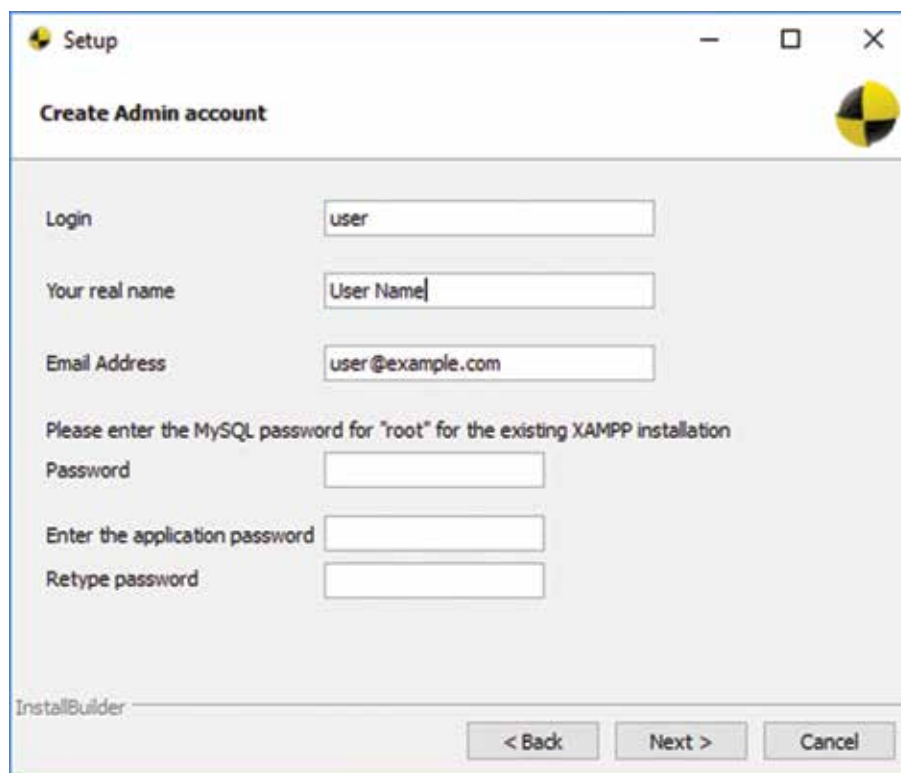 Setup
Create Admin account
Login user
Your real name User Name
Email Address user@example.com
Please enter the MySQL password for "root" for the existing XAMPP installation
Password
Enter the application password
Retype password
InstallBuilder
< Back Next > Cancel